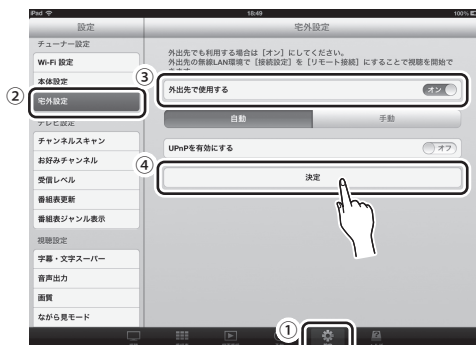 iPad
18:49
100%
設定
宅外設定
チューナー設定
Wi-Fi 設定
本体設定
②
宅外設定
テレビ設定
チャンネルスキャン
お好みチャンネル
受信レベル
番組表更新
番組表ジャンル表示
視聴設定
字幕・文字スーパー
音声出力
画質
ながら見モード
外出先でも利用する場合は［オン］にしてください。
外出先の無線LAN環境で［接続設定］を［リモート接続］にすることで視聴を開始で
③
外出先で使用する
オン
自動
手動
UPnPを有効にする
オフ
④
決定
①